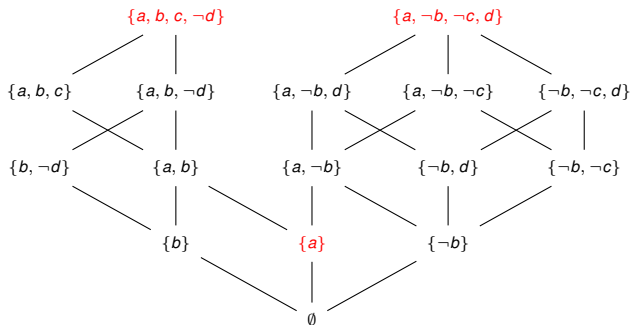 {a, b, c, ¬d} {a, ¬b, ¬c, d}
{a, b, c} {a, b, ¬d} {a, ¬b, d} {a, ¬b, ¬c} {¬b, ¬c, d}
{b, ¬d} {a, b} {a, ¬b} {¬b, d} {¬b, ¬c}
{b} {a} {¬b}
∅